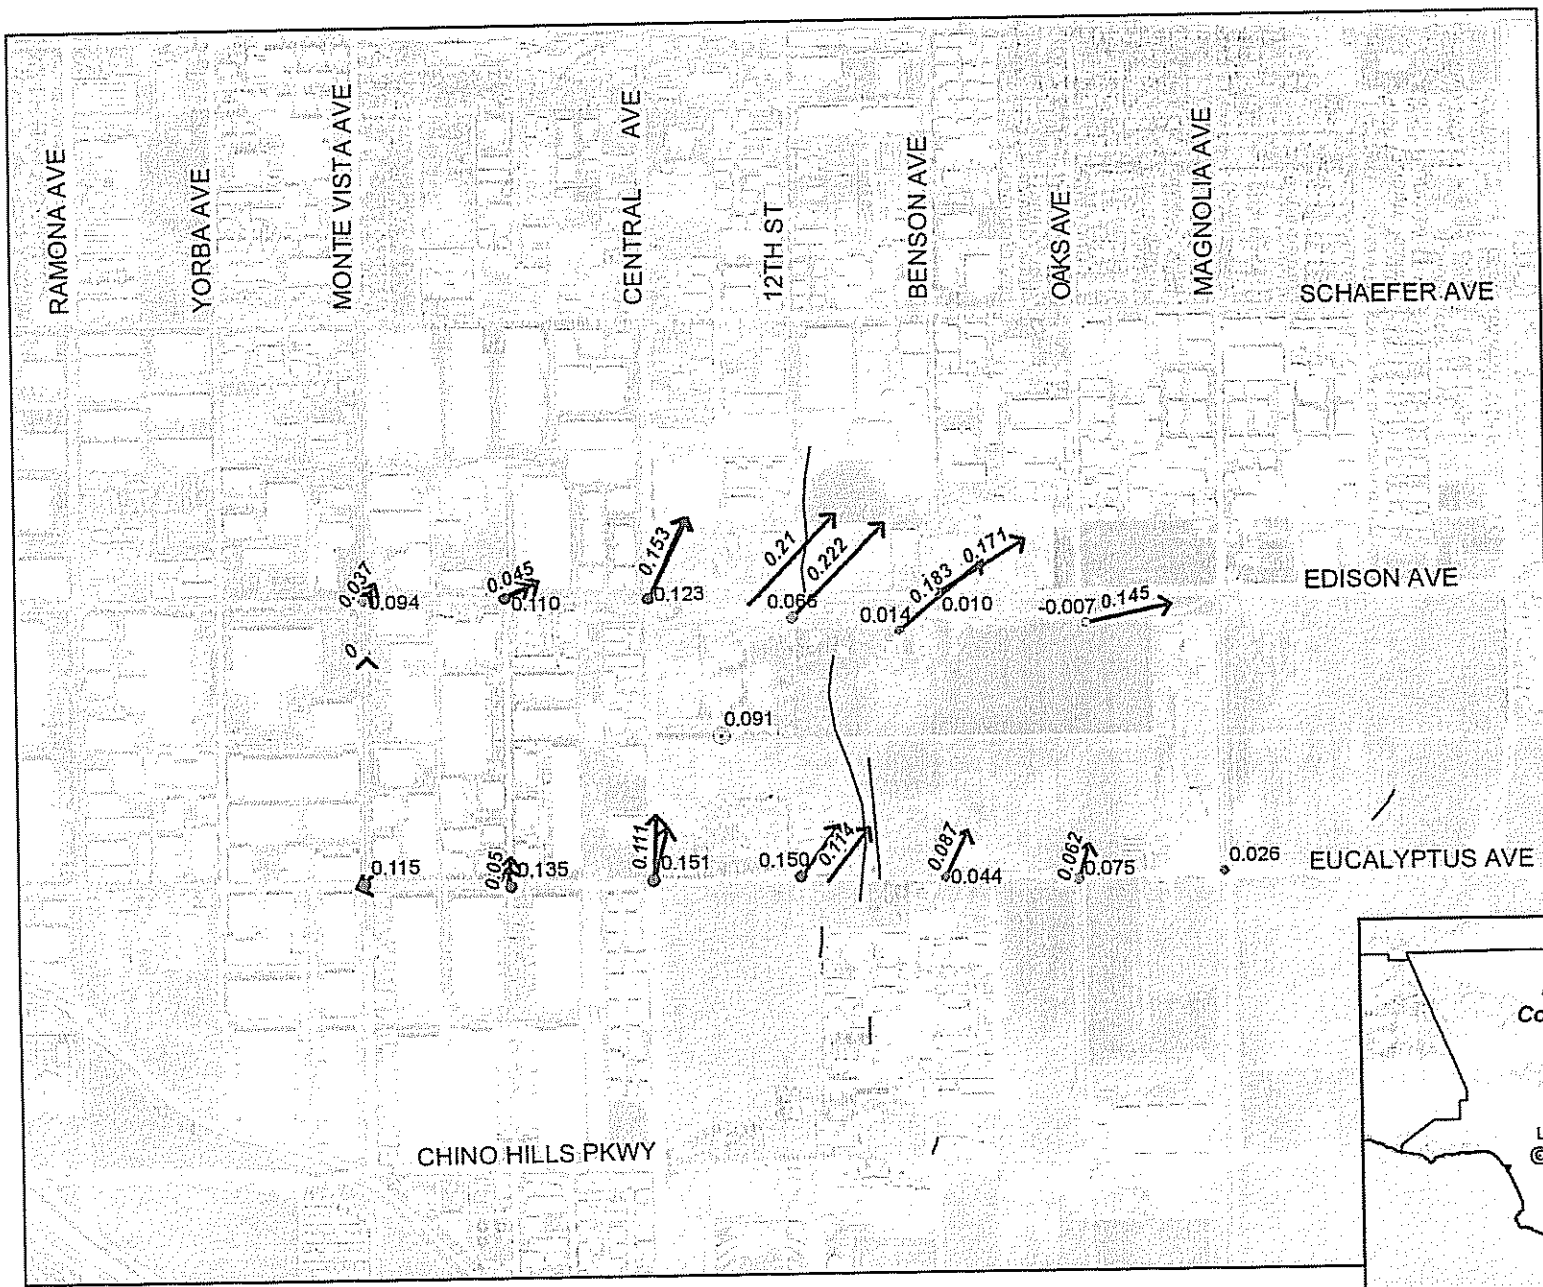 RAMONA AVE
YORBA AVE
MONTE VISTA AVE
CENTRAL AVE
12TH ST
BENSON AVE
OAKS AVE
MAGNOLIA AVE
SCHAEFER AVE
0.037
0.094
0.045
0.110
0.153
0.123
0.21
0.222
0.066
0.183
0.171
0.014
0.010
-0.007
0.145
EDISON AVE
0
0.091
0.115
0.05
0.135
0.111
0.151
0.150
0.114
0.087
0.044
0.062
0.075
0.026
EUCALYPTUS AVE
CHINO HILLS PKWY
Co
L